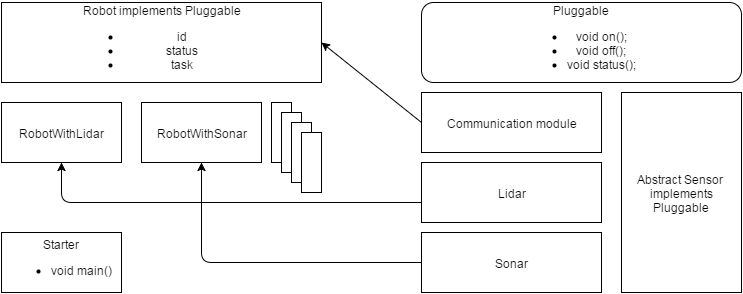 Robot implements Pluggable
• id
• status
• task
Pluggable
• void on();
• void off();
• void status();
RobotWithLidar
RobotWithSonar
Communication module
Lidar
Abstract Sensor
implements
Pluggable
Starter
• void main()
Sonar